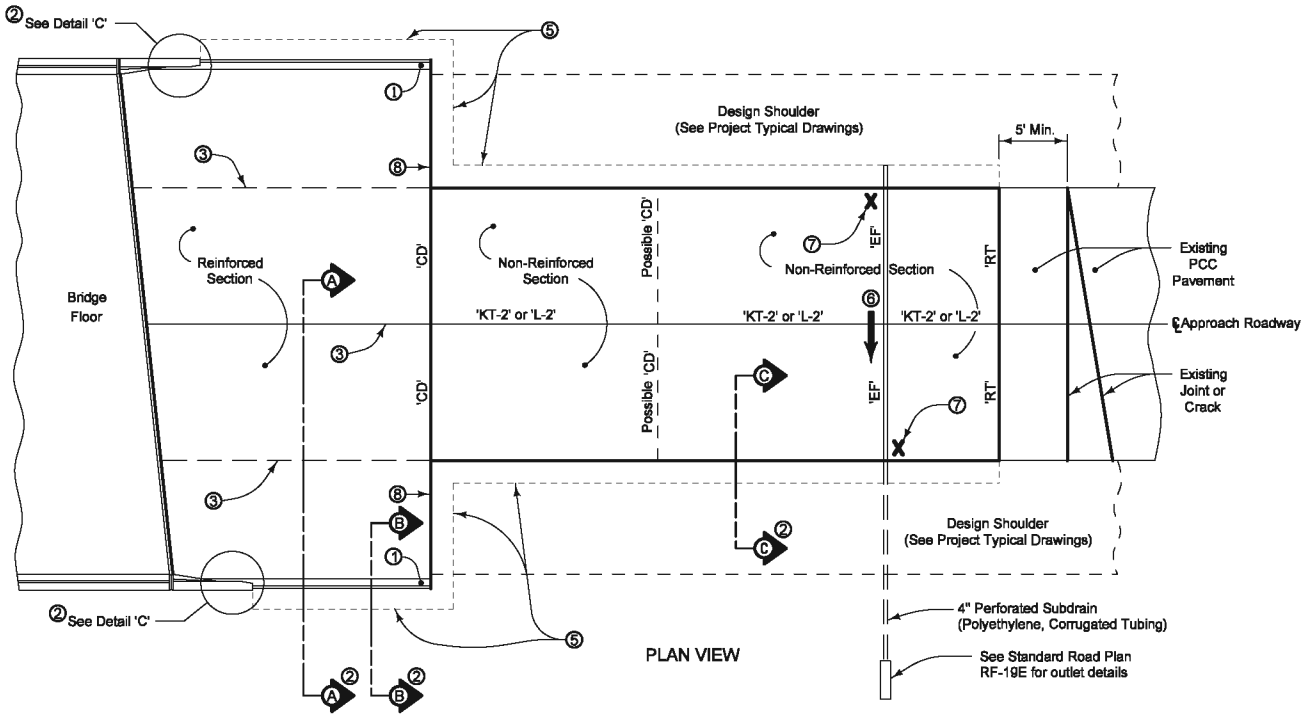 ②
See Detail 'C'
⑤
①
Design Shoulder
(See Project Typical Drawings)
5' Min.
③
⑧
Possible 'CD'
'CD'
'EF'
X
⑦
'RT'
Reinforced
Section
Non-Reinforced
Section
Non-Reinforced Section
Existing
PCC
Pavement
A
Bridge
Floor
⑥
'KT-2' or 'L-2'
'KT-2' or 'L-2'
'KT-2' or 'L-2'
℄ Approach Roadway
③
C
Existing
Joint or
Crack
'CD'
Possible 'CD'
'EF'
'RT'
⑦
X
③
⑧
B
②
C
Design Shoulder
(See Project Typical Drawings)
①
②
See Detail 'C'
⑤
4" Perforated Subdrain
(Polyethylene, Corrugated Tubing)
PLAN VIEW
See Standard Road Plan
RF-19E for outlet details
②
A
②
B